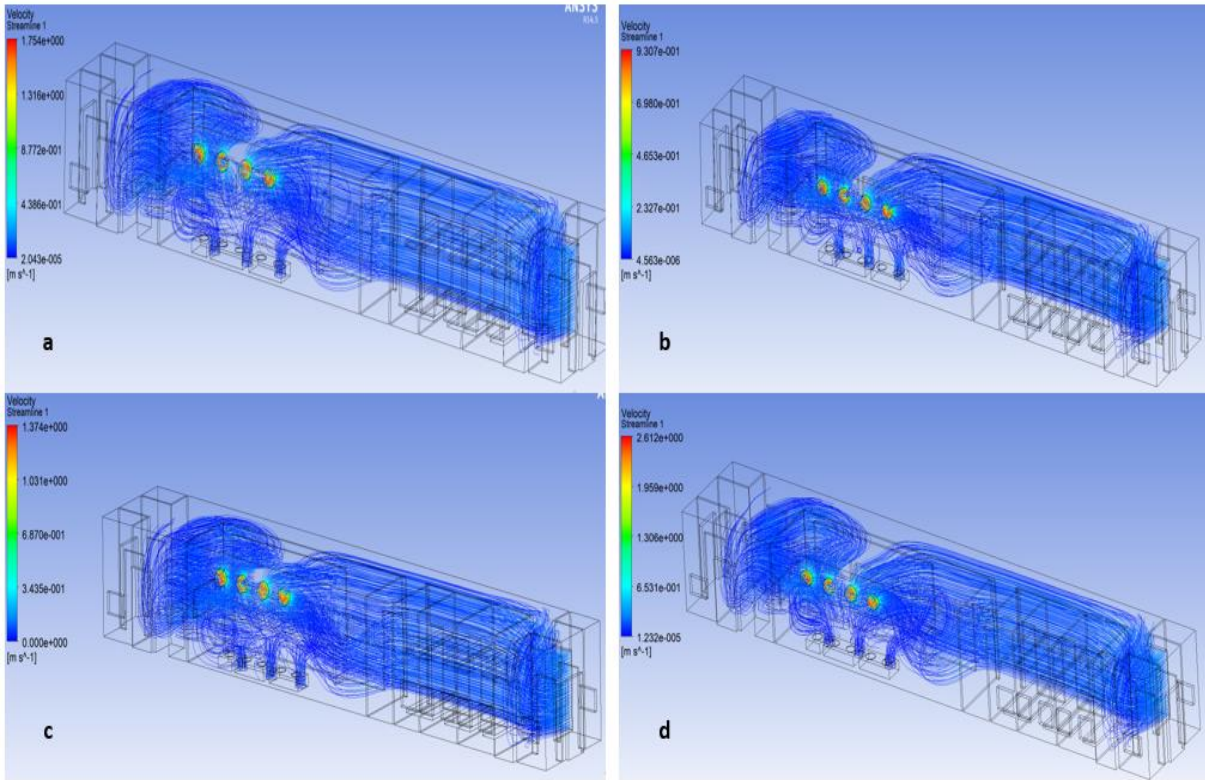 ANSYS
R14.5
Velocity
Streamline 1
1.754e+000
1.316e+000
8.772e-001
4.386e-001
2.043e-005
[m s^-1]
a
Velocity
Streamline 1
9.307e-001
6.980e-001
4.653e-001
2.327e-001
4.563e-006
[m s^-1]
b
Velocity
Streamline 1
1.374e+000
1.031e+000
6.870e-001
3.435e-001
0.000e+000
[m s^-1]
c
Velocity
Streamline 1
2.612e+000
1.959e+000
1.306e+000
6.531e-001
1.232e-005
[m s^-1]
d